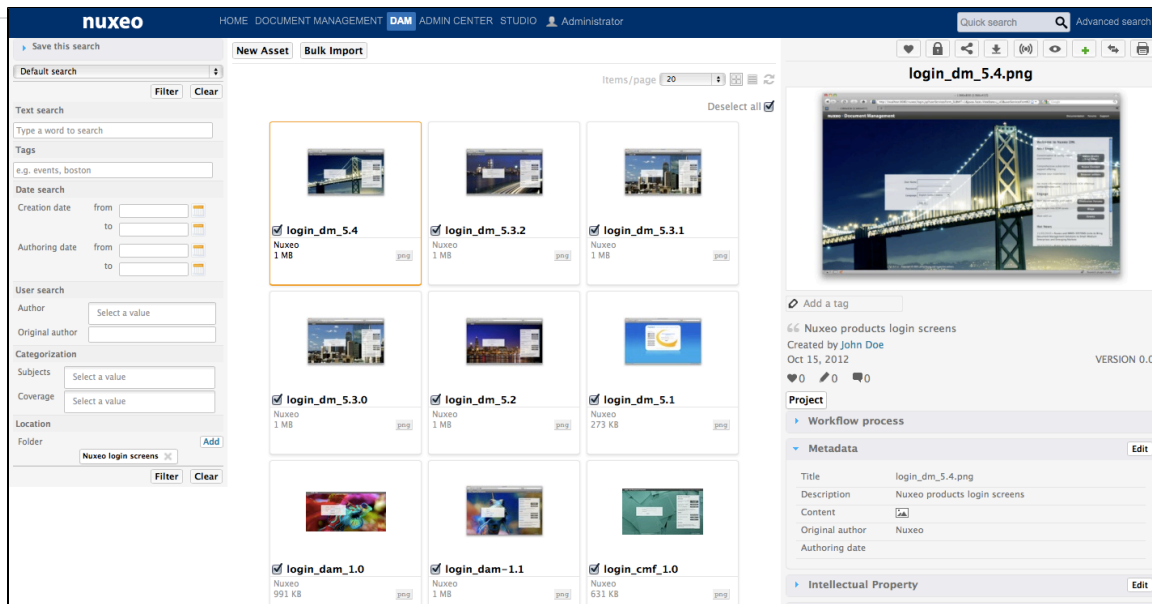 nuxeo
HOME DOCUMENT MANAGEMENT DAM ADMIN CENTER STUDIO Administrator
Quick search
Advanced search
Save this search
Default search
Filter Clear
Text search
Type a word to search
Tags
e.g. events, boston
Date search
Creation date from
to
Authoring date from
to
User search
Author Select a value
Original author
Categorization
Subjects Select a value
Coverage Select a value
Location
Folder Add
Nuxeo login screens
Filter Clear
New Asset Bulk Import
Items/page 20
Deselect all
login_dm_5.4 login_dm_5.3.2 login_dm_5.3.1
Nuxeo Nuxeo Nuxeo
1 MB png 1 MB png 1 MB png
login_dm_5.3.0 login_dm_5.2 login_dm_5.1
Nuxeo Nuxeo Nuxeo
1 MB png 1 MB png 273 KB png
login_dam_1.0 login_dam-1.1 login_cmf_1.0
Nuxeo Nuxeo Nuxeo
991 KB png 1 MB png 631 KB png
login_dm_5.4.png
nuxeo - Document Management
Add a tag
Nuxeo products login screens
Created by John Doe
Oct 15, 2012 VERSION 0.0
0 0 0
Project
Workflow process
Metadata Edit
Title login_dm_5.4.png
Description Nuxeo products login screens
Content
Original author Nuxeo
Authoring date
Intellectual Property Edit